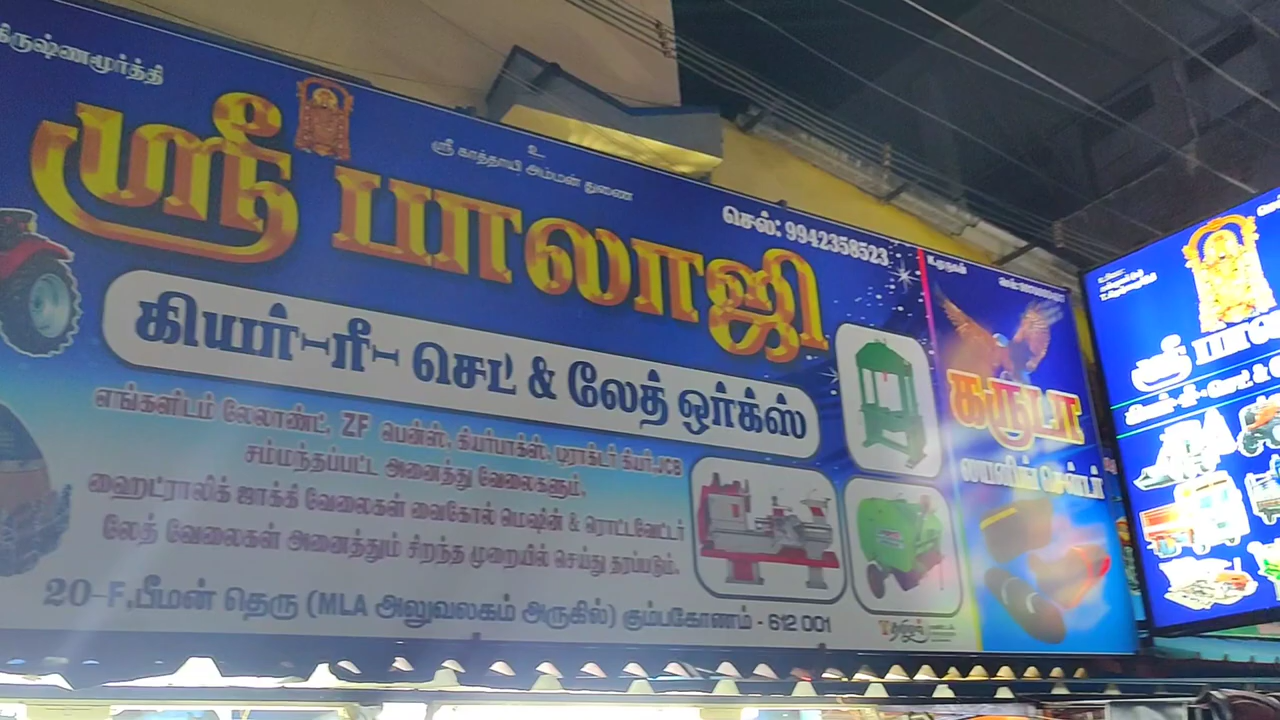 கிருஷ்ணமூர்த்தி
உ
ஸ்ரீ காத்தாயி அம்மன் துணை
செல்: 9942358523
ஸ்ரீ பாலாஜி
கியர்-ரீ- செட் & லேத் ஒர்க்ஸ்
எங்களிடம் லேலாண்ட், ZF பென்ஸ், கியர்பாக்ஸ், டிராக்டர் கியர்,JCB
சம்மந்தப்பட்ட அனைத்து வேலைகளும்,
ஹைட்ராலிக் ஜாக்கி வேலைகள் வைகோல் மெஷின் & ரொட்டவேட்டர்
லேத் வேலைகள் அனைத்தும் சிறந்த முறையில் செய்து தரப்படும்.
20-F,பீமன் தெரு (MLA அலுவலகம் அருகில்) கும்பகோணம் - 612 001
கருடா
லைனிங் சென்டர்
ஸ்ரீ